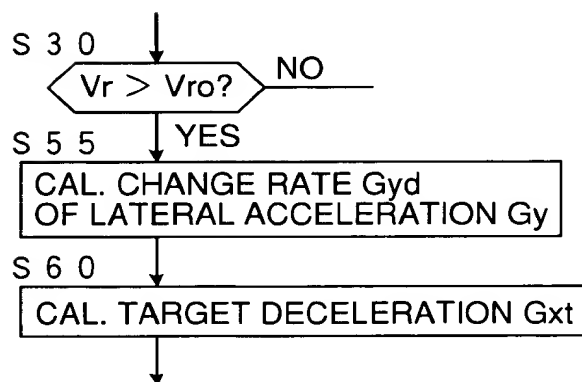 S 3 0
Vr > Vro?
NO
YES
S 5 5
CAL. CHANGE RATE Gyd
OF LATERAL ACCELERATION Gy
S 6 0
CAL. TARGET DECELERATION Gxt